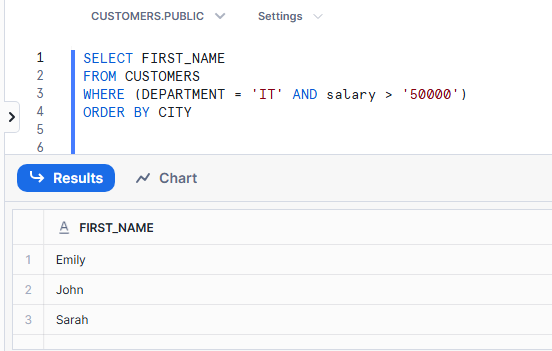 CUSTOMERS.PUBLIC Settings
1 SELECT FIRST_NAME
2 FROM CUSTOMERS
3 WHERE (DEPARTMENT = 'IT' AND salary > '50000')
4 ORDER BY CITY
5
6
Results Chart
A FIRST_NAME
1 Emily
2 John
3 Sarah